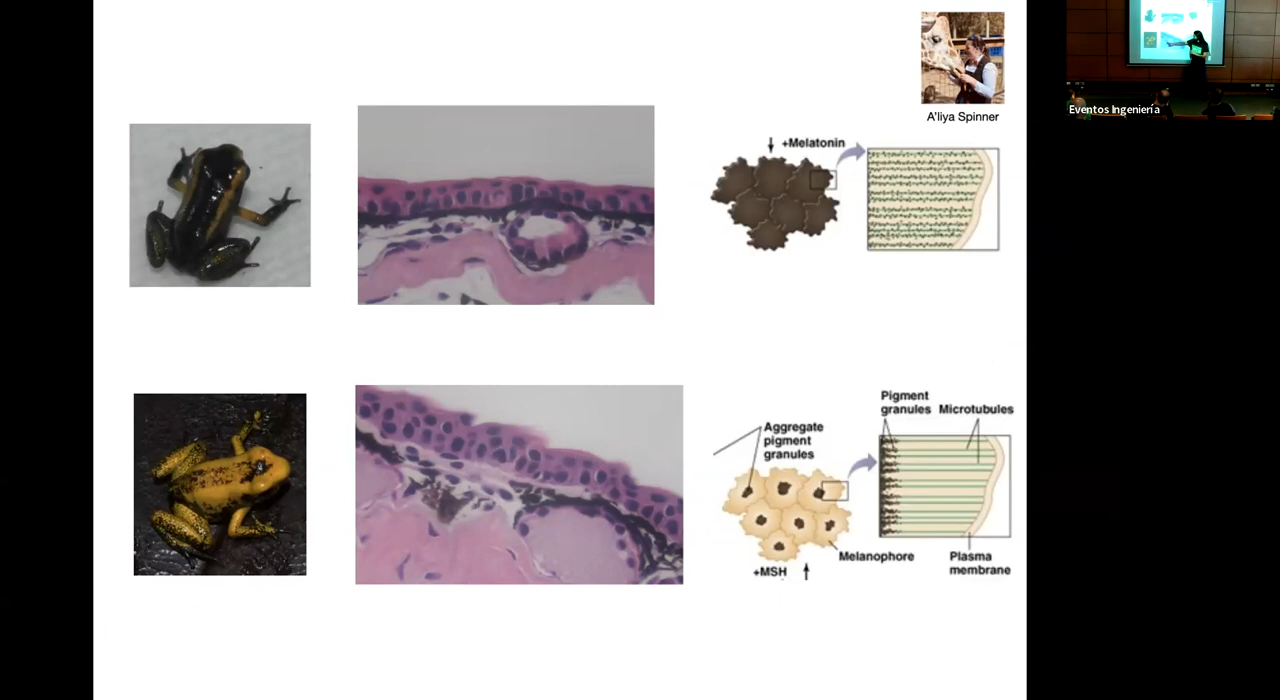 Eventos Ingeniería
A'liya Spinner
+Melatonin
Pigment
granules
Microtubules
Aggregate
pigment
granules
Melanophore
+MSH
Plasma
membrane